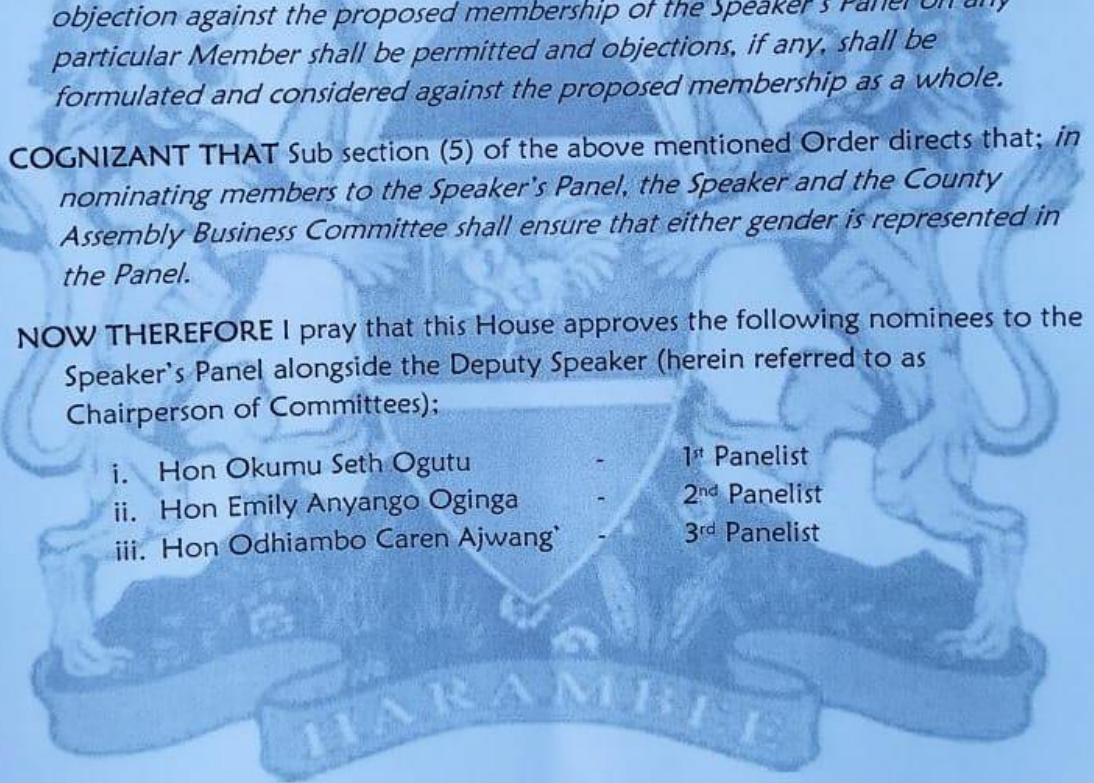 objection against the proposed membership of the Speaker's Panel on any
particular Member shall be permitted and objections, if any, shall be
formulated and considered against the proposed membership as a whole.
COGNIZANT THAT Sub section (5) of the above mentioned Order directs that; in
nominating members to the Speaker's Panel, the Speaker and the County
Assembly Business Committee shall ensure that either gender is represented in
the Panel.
NOW THEREFORE I pray that this House approves the following nominees to the
Speaker's Panel alongside the Deputy Speaker (herein referred to as
Chairperson of Committees);
i. Hon Okumu Seth Ogutu - 1st Panelist
ii. Hon Emily Anyango Oginga - 2nd Panelist
iii. Hon Odhiambo Caren Ajwang` - 3rd Panelist
HARAMBEE